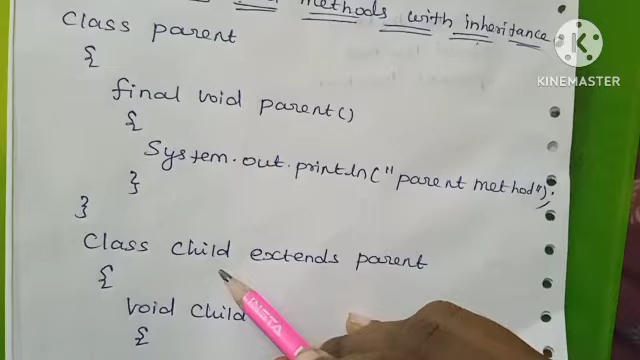 methods with inheritance
Class parent
{
final void parent()
{
System.out.println("parent method");
}
}
Class child extends parent
{
void child
{
KINEMASTER
INSTA